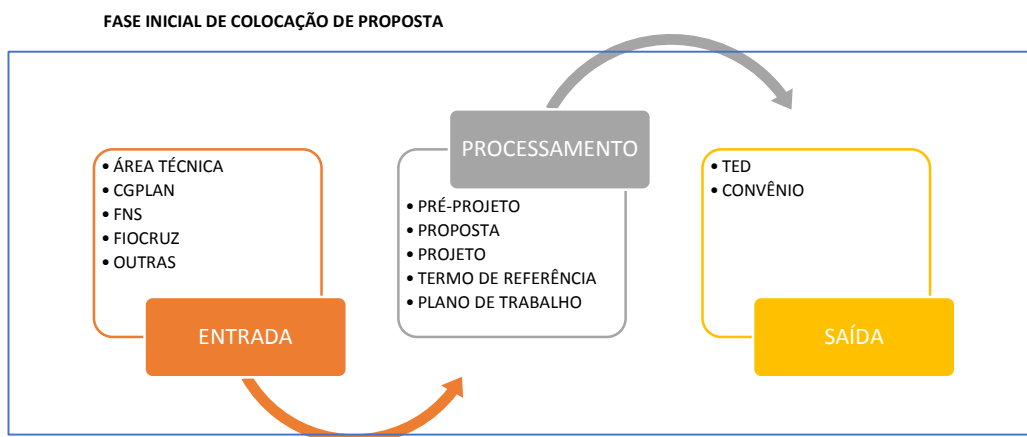 FASE INICIAL DE COLOCAÇÃO DE PROPOSTA
• ÁREA TÉCNICA
• CGPLAN
• FNS
• FIOCRUZ
• OUTRAS
ENTRADA
PROCESSAMENTO
• PRÉ-PROJETO
• PROPOSTA
• PROJETO
• TERMO DE REFERÊNCIA
• PLANO DE TRABALHO
• TED
• CONVÊNIO
SAÍDA